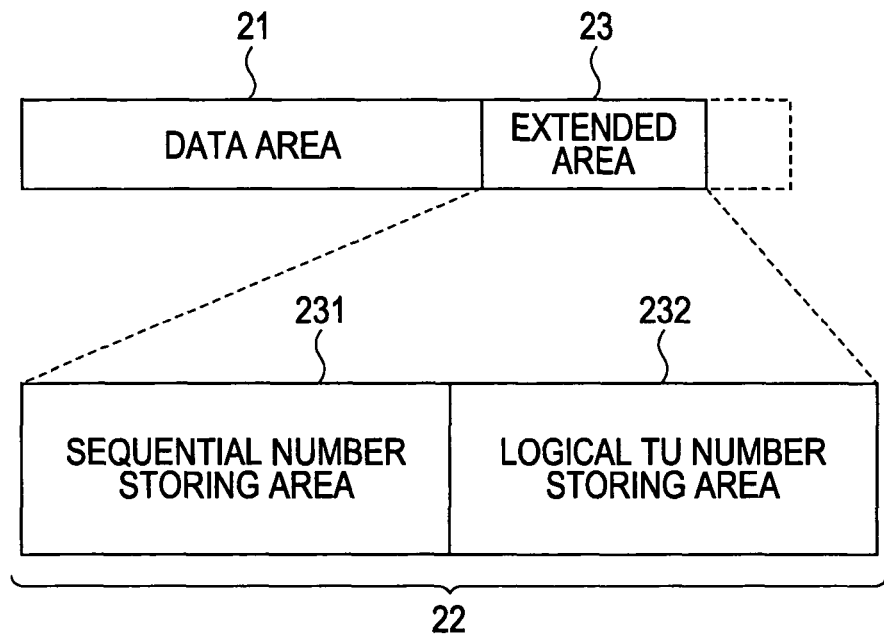 21
23
DATA AREA
EXTENDED
AREA
231
232
SEQUENTIAL NUMBER
STORING AREA
LOGICAL TU NUMBER
STORING AREA
22